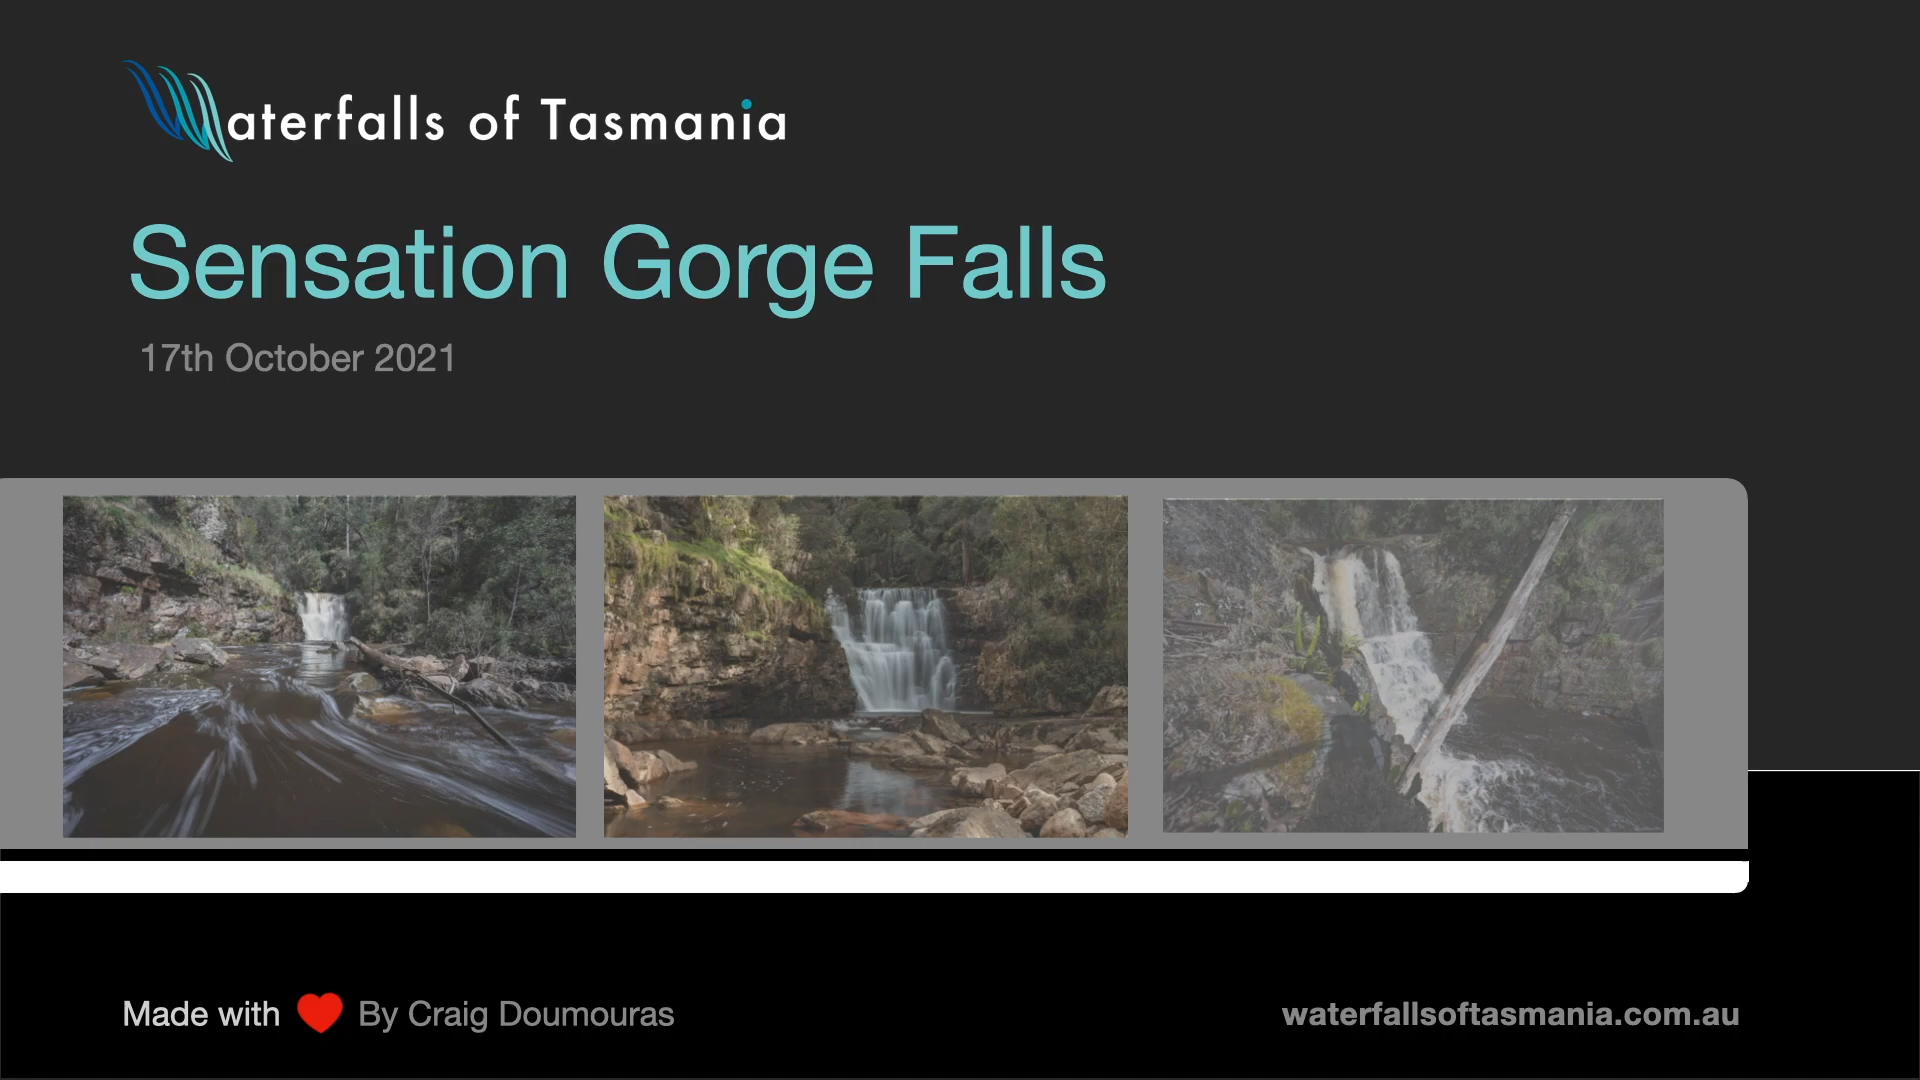 Waterfalls of Tasmania
Sensation Gorge Falls
17th October 2021
Made with ❤️ By Craig Doumouras
waterfallsoftasmania.com.au